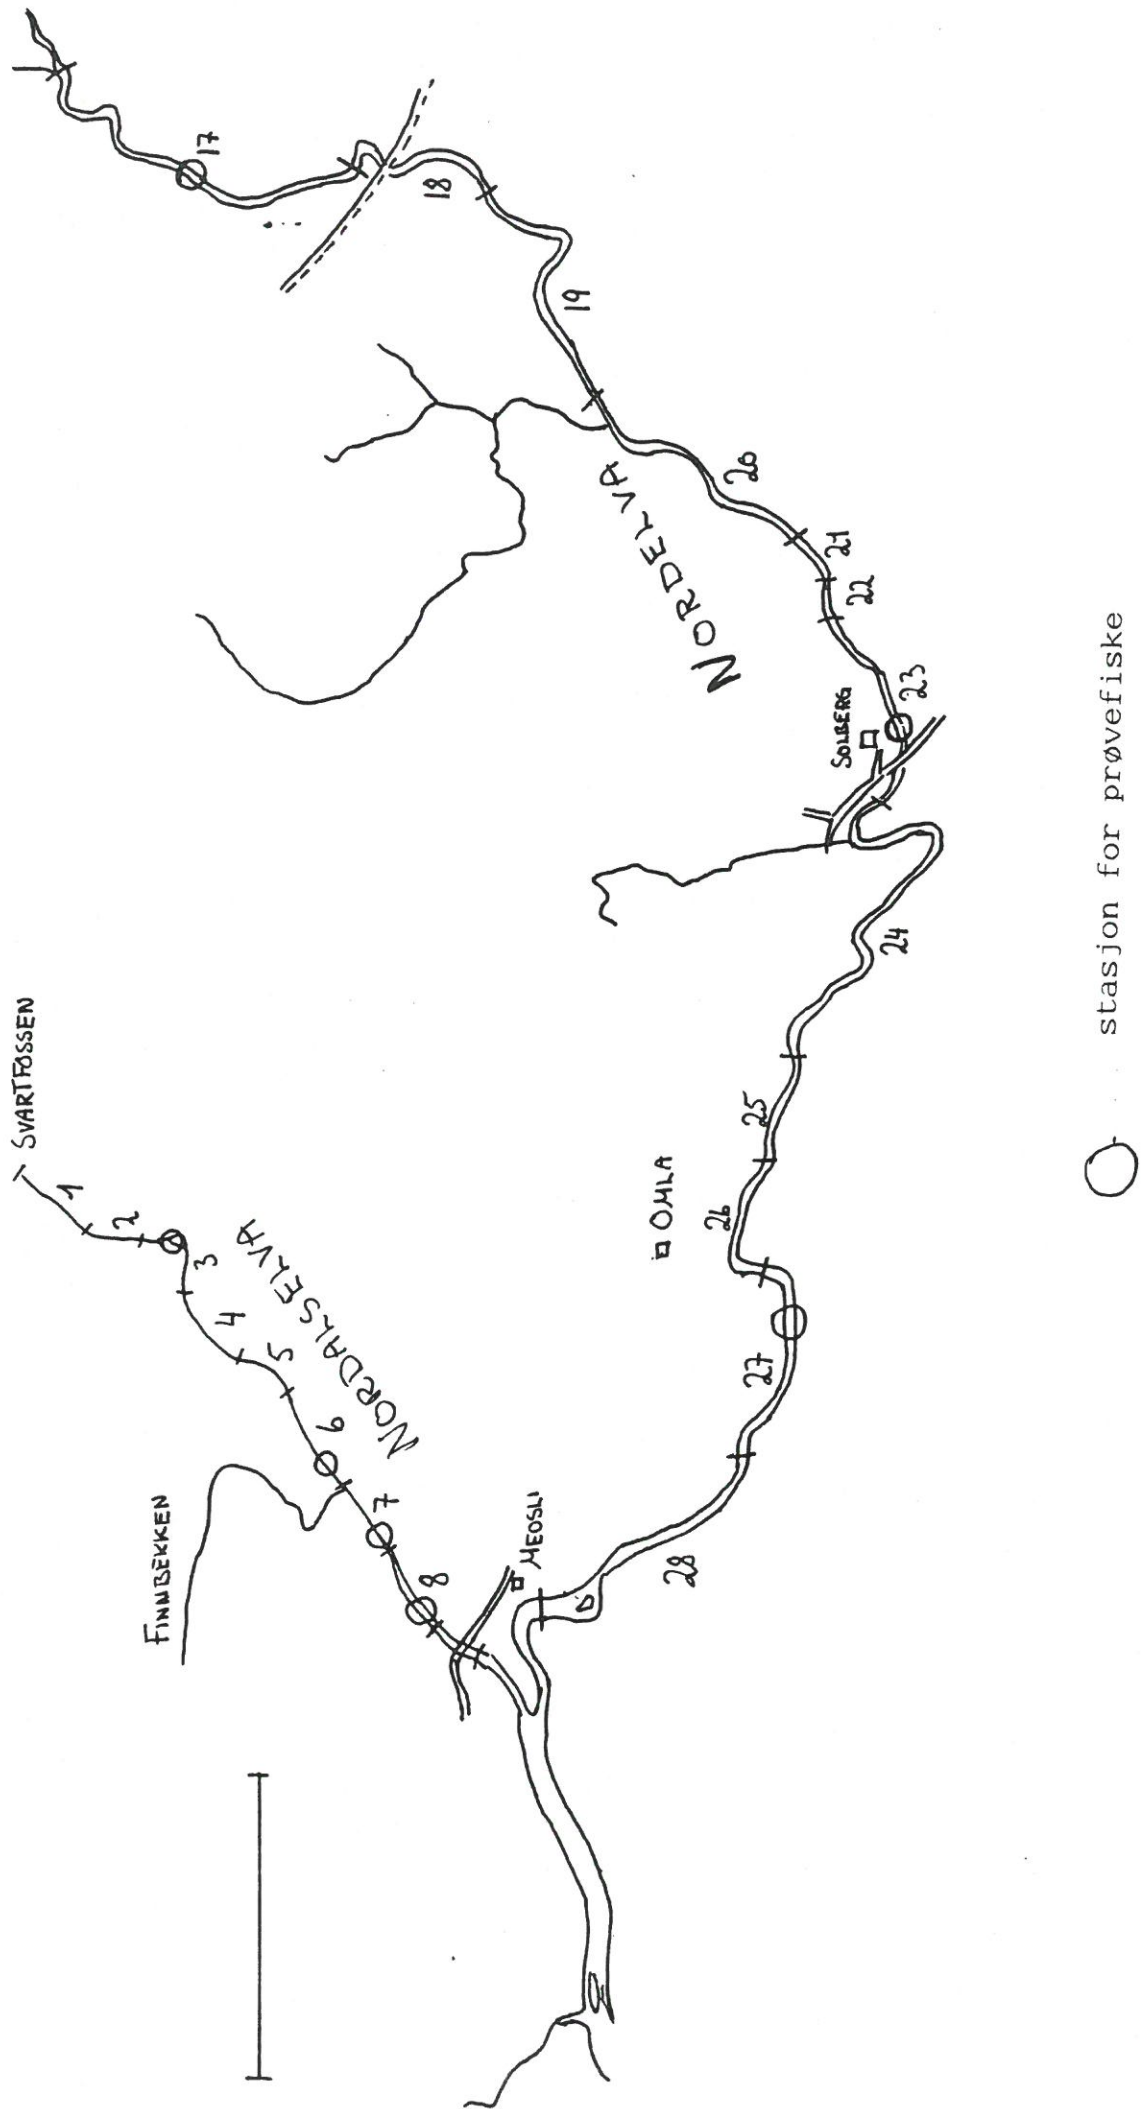 SVARTFOSSEN
1
2
3
4
5
6
7
8
NORDALSELVA
FINNBEKKEN
MEOSLI
OMLA
17
18
19
20
21
22
23
24
25
26
27
28
NORDELVA
SOLBERG
stasjon for prøvefiske